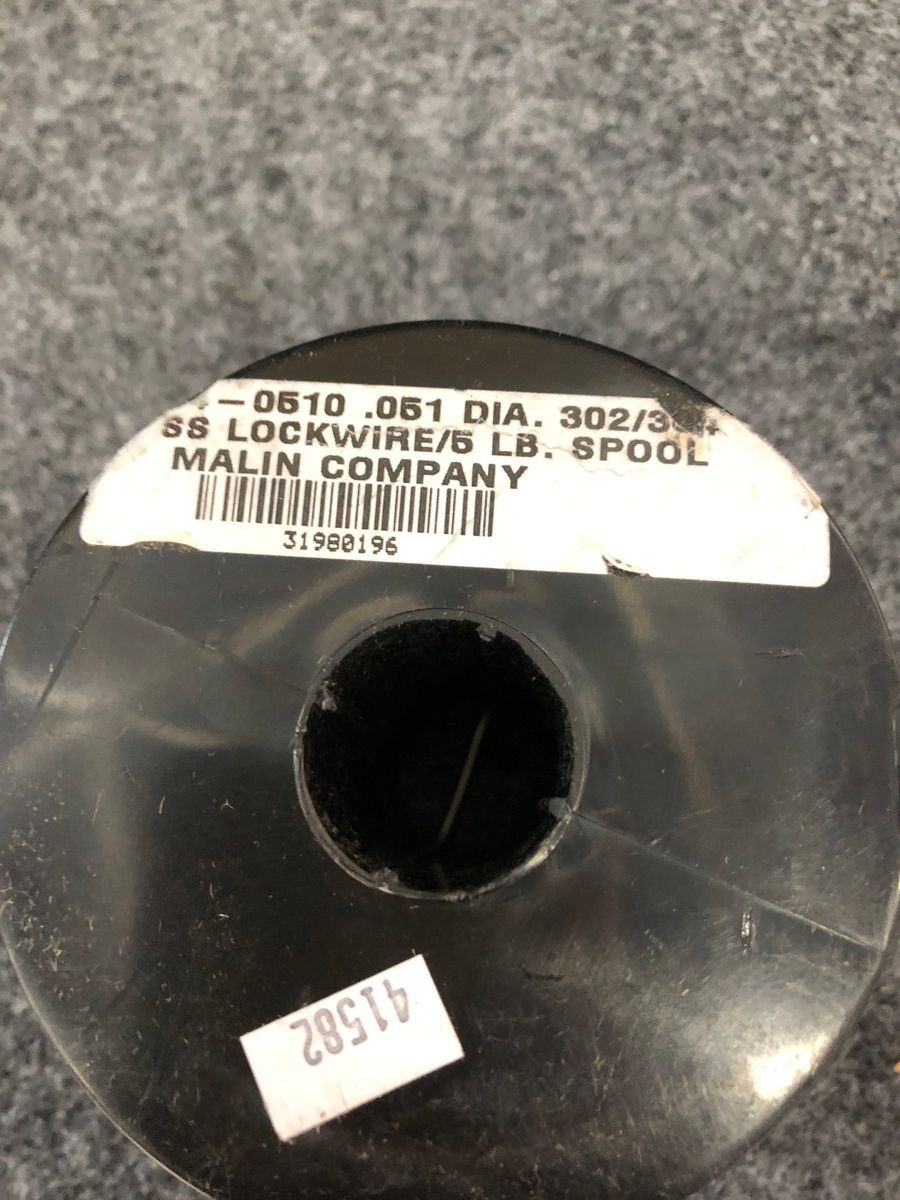 -0510 .051 DIA. 302/304
SS LOCKWIRE/5 LB. SPOOL
MALIN COMPANY
31980196
41582